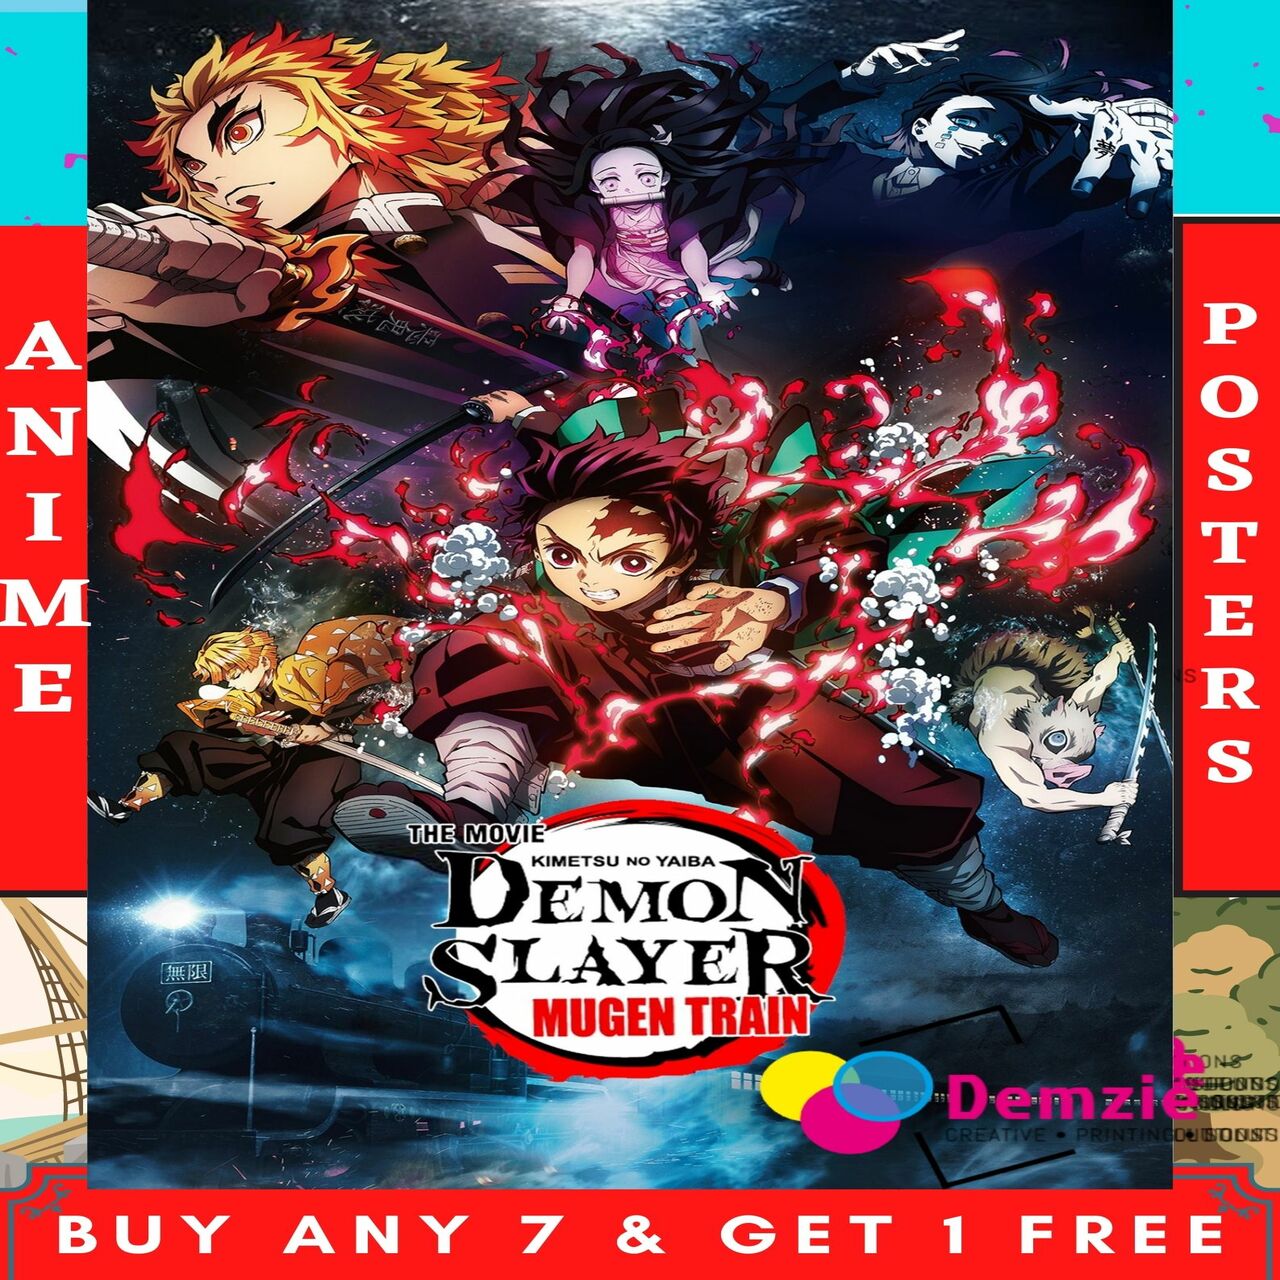 ANIME
POSTERS
夢
THE MOVIE
KIMETSU NO YAIBA
DEMON
SLAYER
MUGEN TRAIN
無限
Demzie
CREATIVE • PRINTING •
BUY ANY 7 & GET 1 FREE